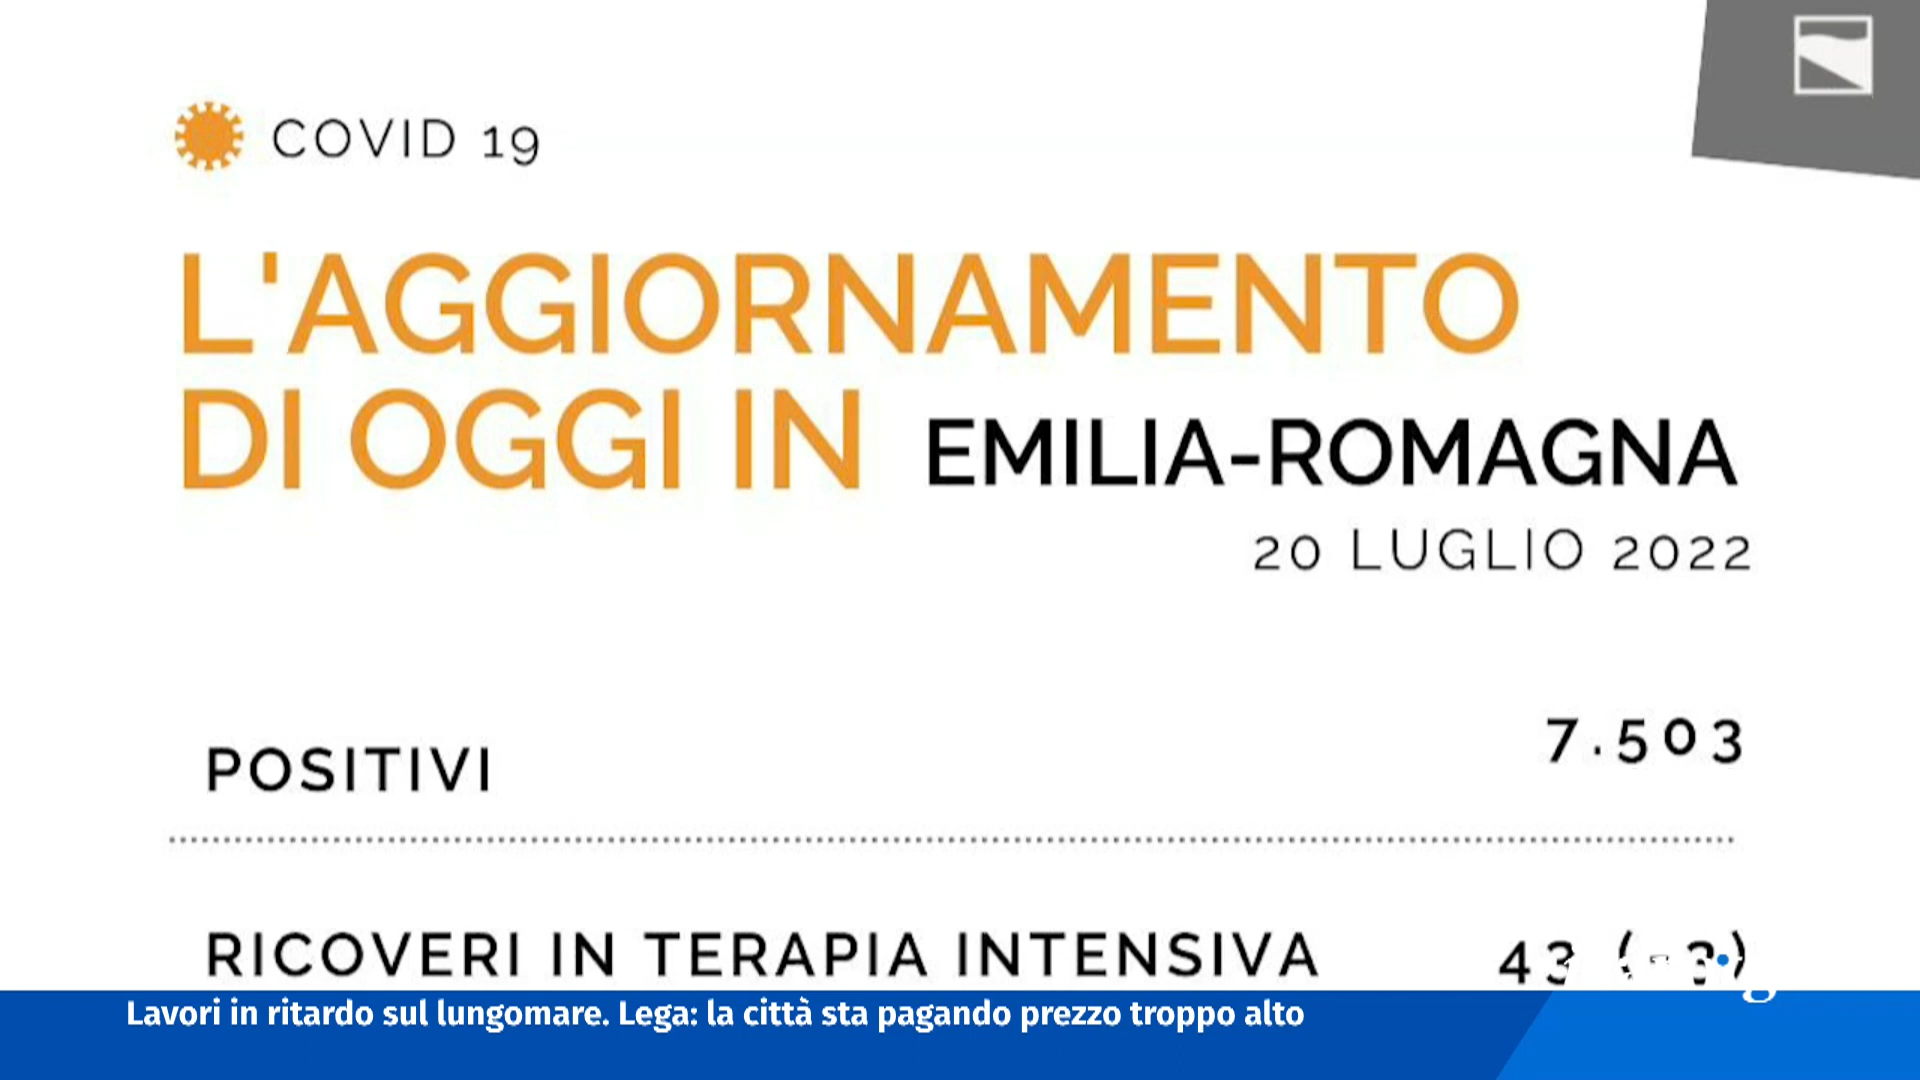 COVID 19
L'AGGIORNAMENTO
DI OGGI IN EMILIA-ROMAGNA
20 LUGLIO 2022
POSITIVI 7.503
RICOVERI IN TERAPIA INTENSIVA 43
Lavori in ritardo sul lungomare. Lega: la città sta pagando prezzo troppo alto